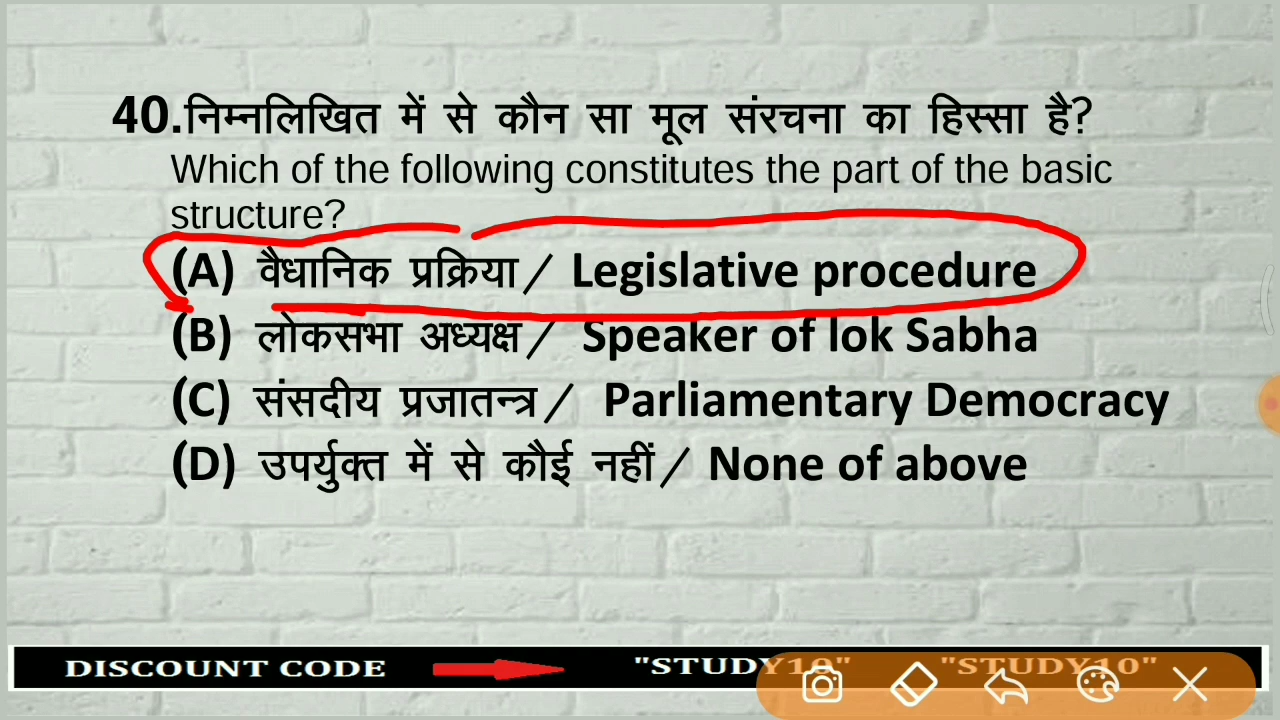 40.निम्नलिखित में से कौन सा मूल संरचना का हिस्सा है?
Which of the following constitutes the part of the basic
structure?
(A) वैधानिक प्रक्रिया/ Legislative procedure
(B) लोकसभा अध्यक्ष/ Speaker of lok Sabha
(C) संसदीय प्रजातन्त्र/ Parliamentary Democracy
(D) उपर्युक्त में से कौई नहीं/ None of above
DISCOUNT CODE "STUDY10" "STUDY10"